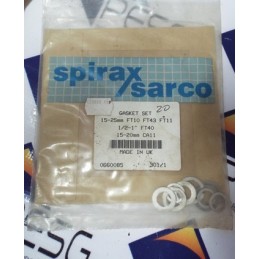 spirax
sarco
GASKET SET
20
15-25mm FT10 FT43 FT11
1/2-1" FT40
15-20mm CA11
MADE IN UK
0660085
303/1